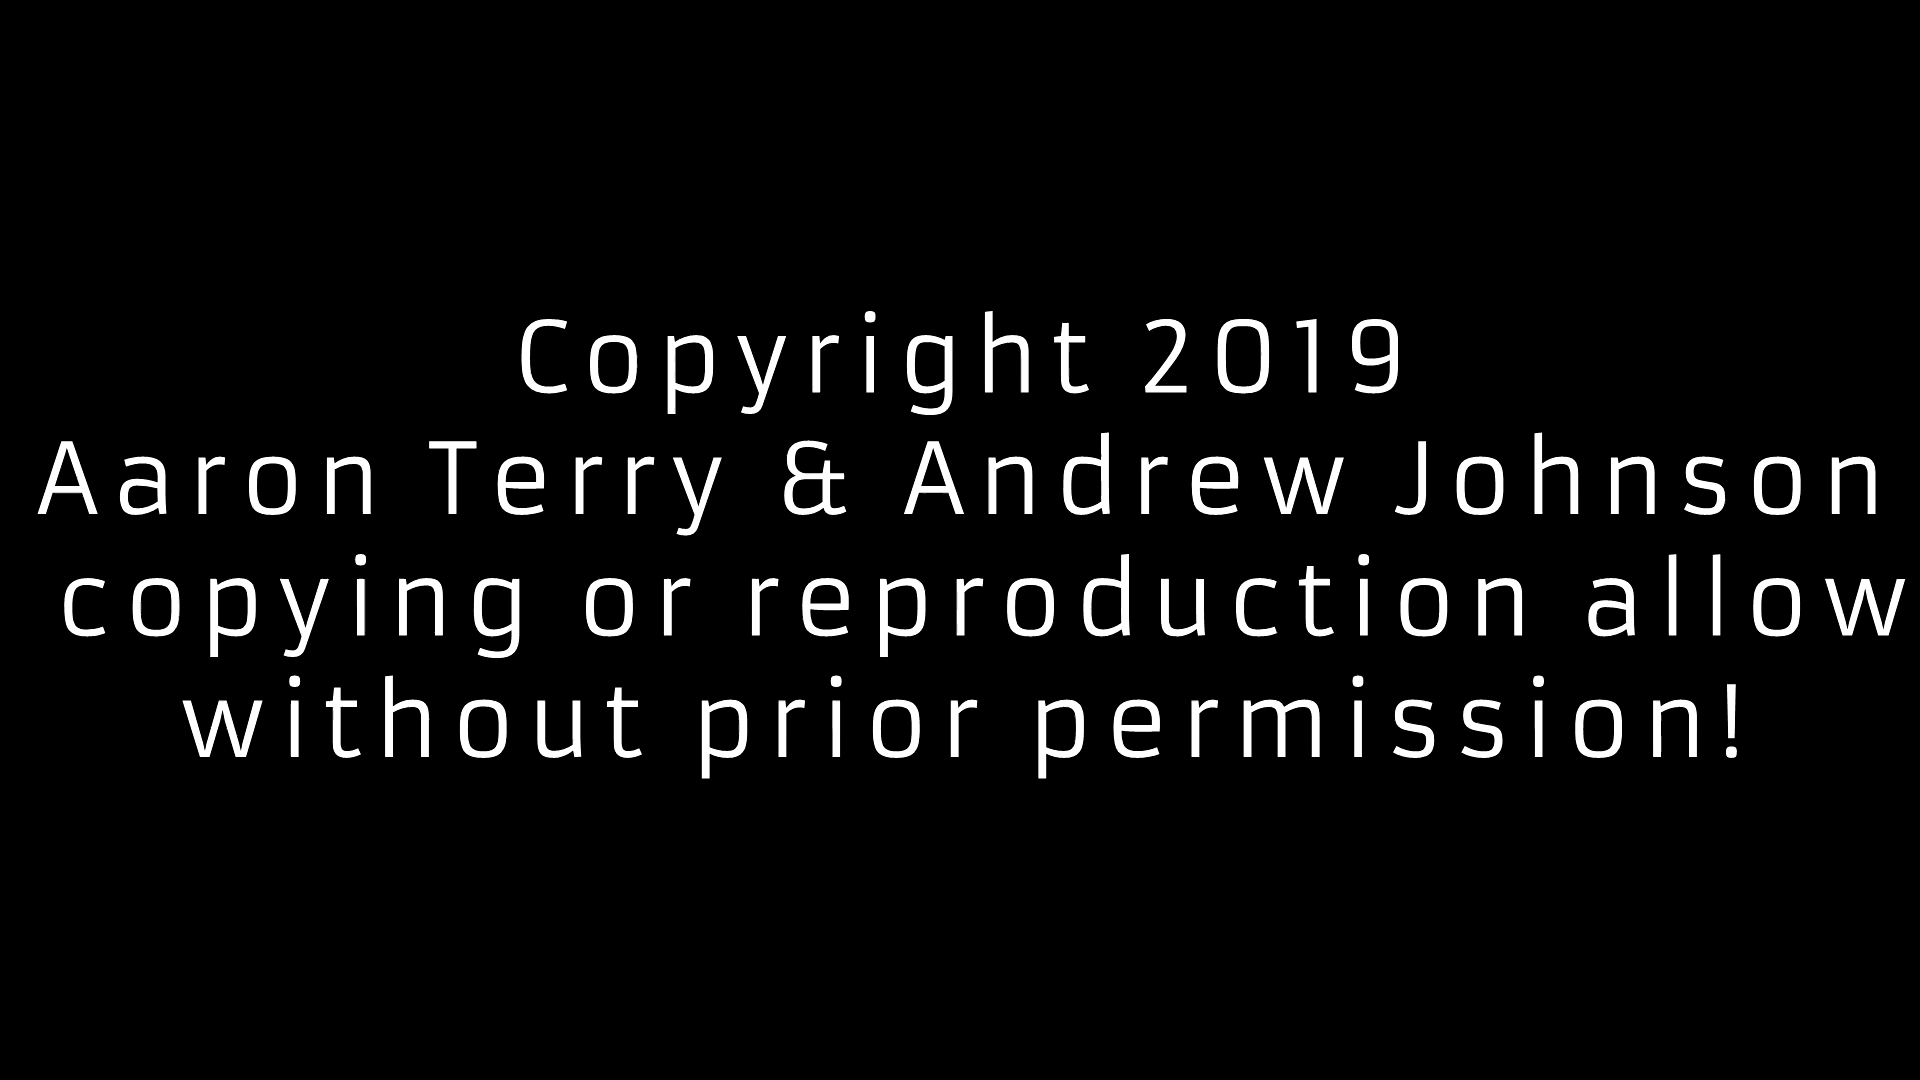 Copyright 2019
Aaron Terry & Andrew Johnson
copying or reproduction allow
without prior permission!